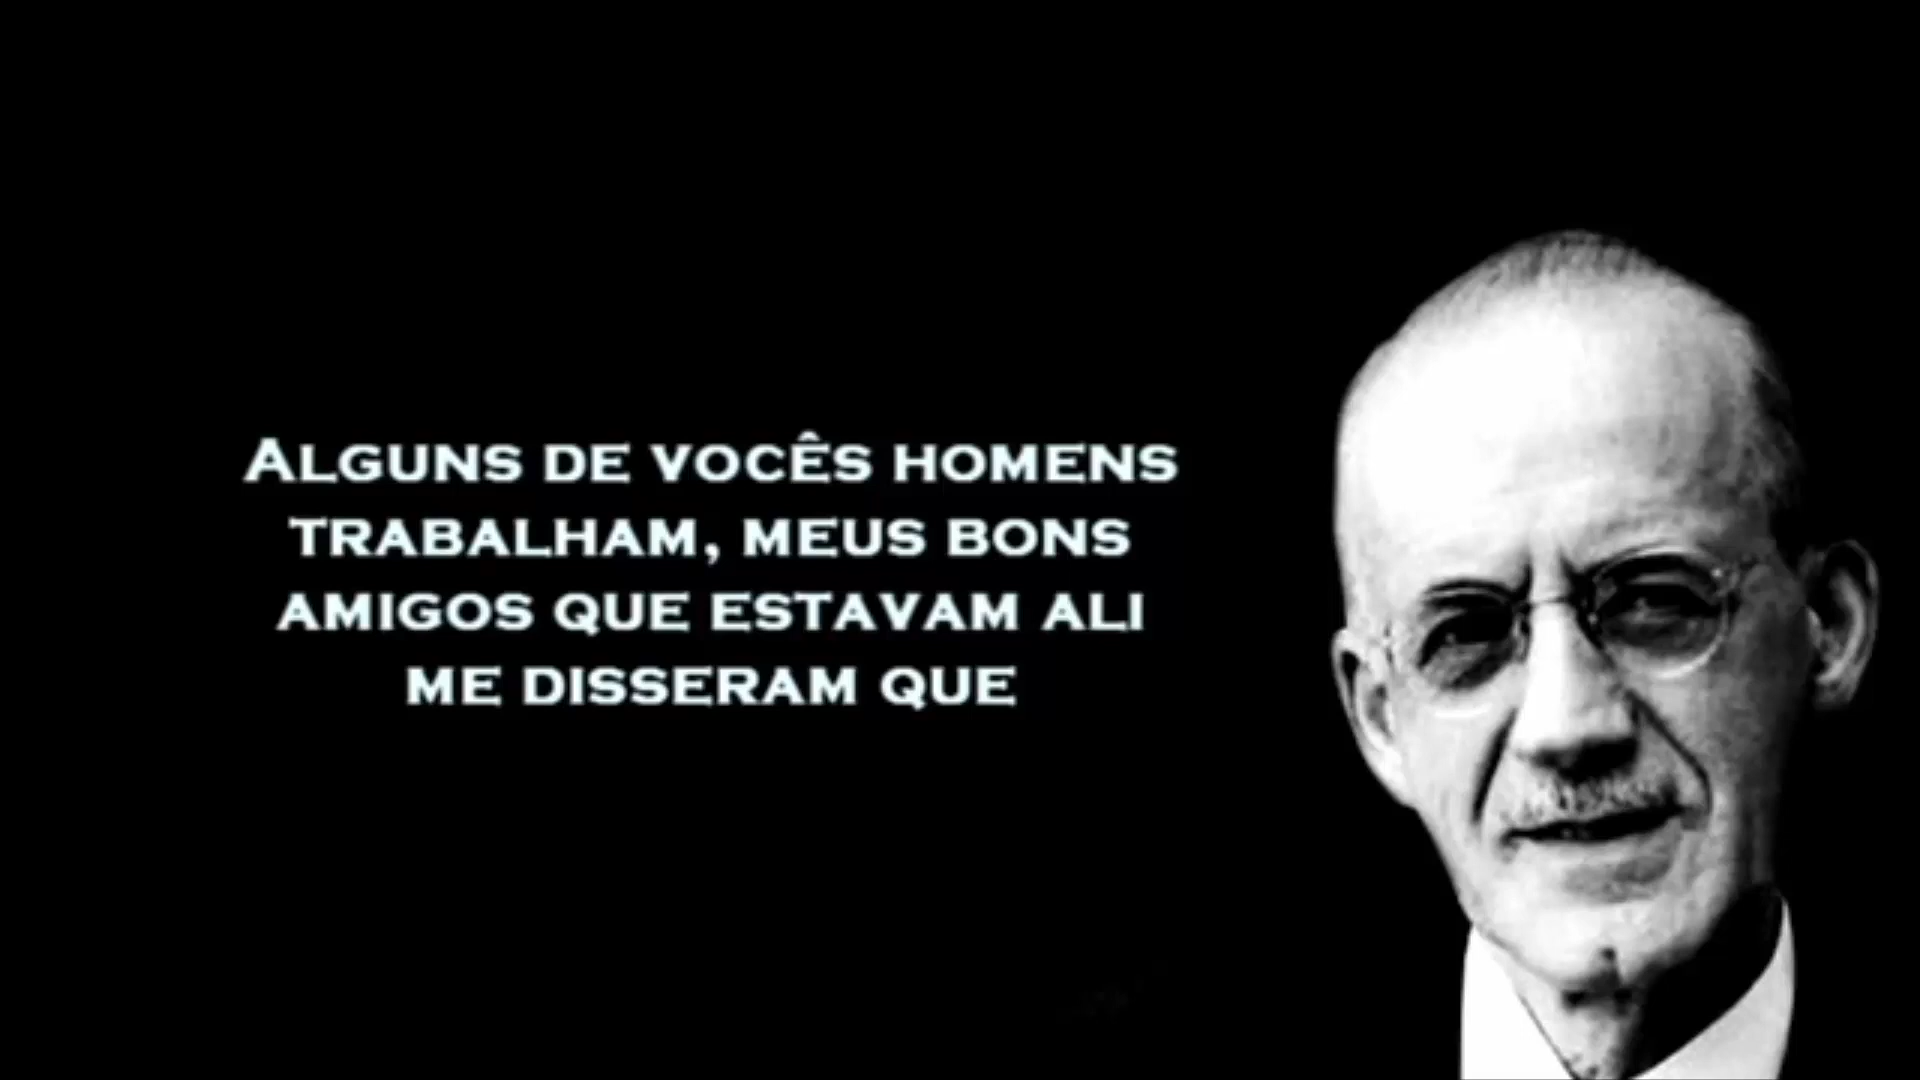 Alguns de vocês homens
trabalham, meus bons
amigos que estavam ali
me disseram que